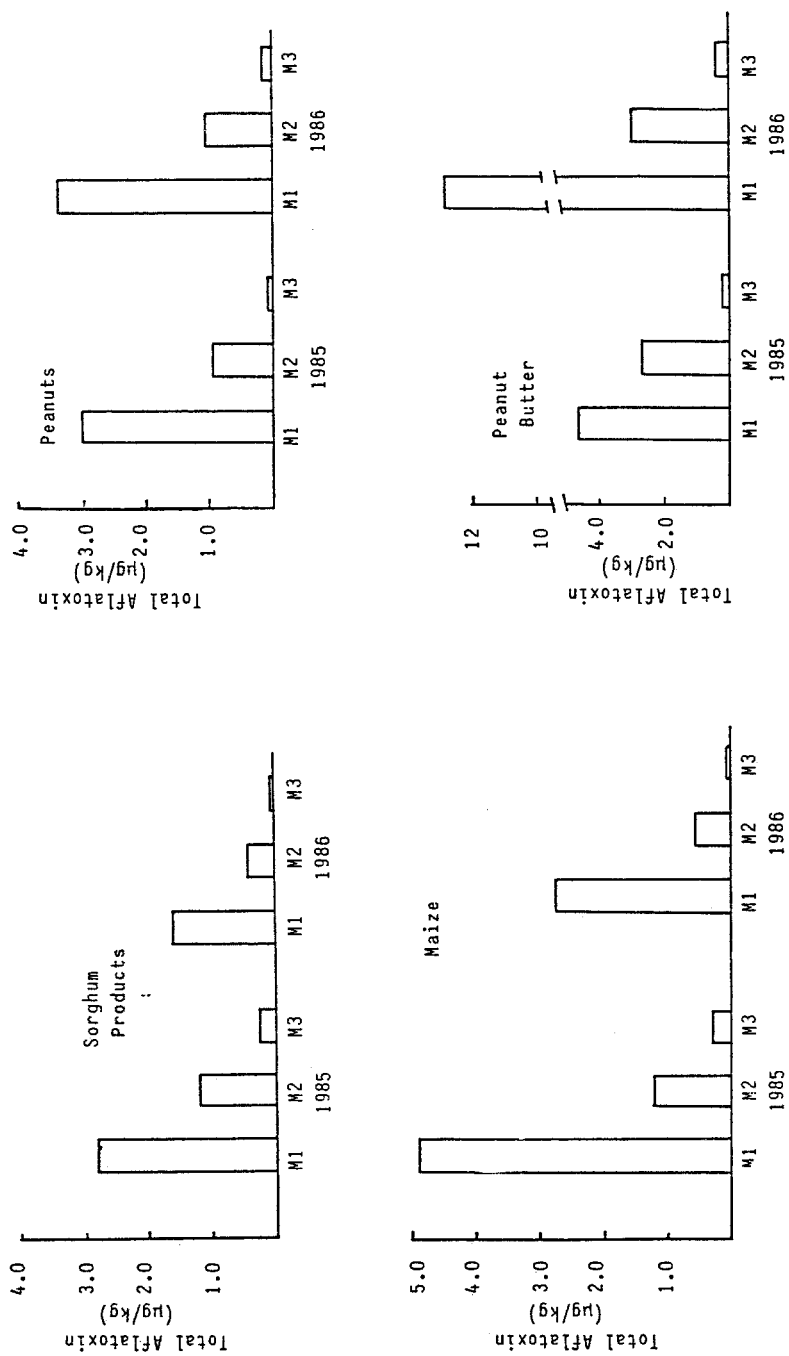 Sorghum
Products
Total Aflatoxin
(μg/kg)
4.0
3.0
2.0
1.0
M1 M2 M3 M1 M2 M3
1985 1986
Peanuts
Total Aflatoxin
(μg/kg)
4.0
3.0
2.0
1.0
M1 M2 M3 M1 M2 M3
1985 1986
Maize
Total Aflatoxin
(μg/kg)
5.0
4.0
3.0
2.0
1.0
M1 M2 M3 M1 M2 M3
1985 1986
Peanut
Butter
Total Aflatoxin
(μg/kg)
12
10
4.0
2.0
M1 M2 M3 M1 M2 M3
1985 1986